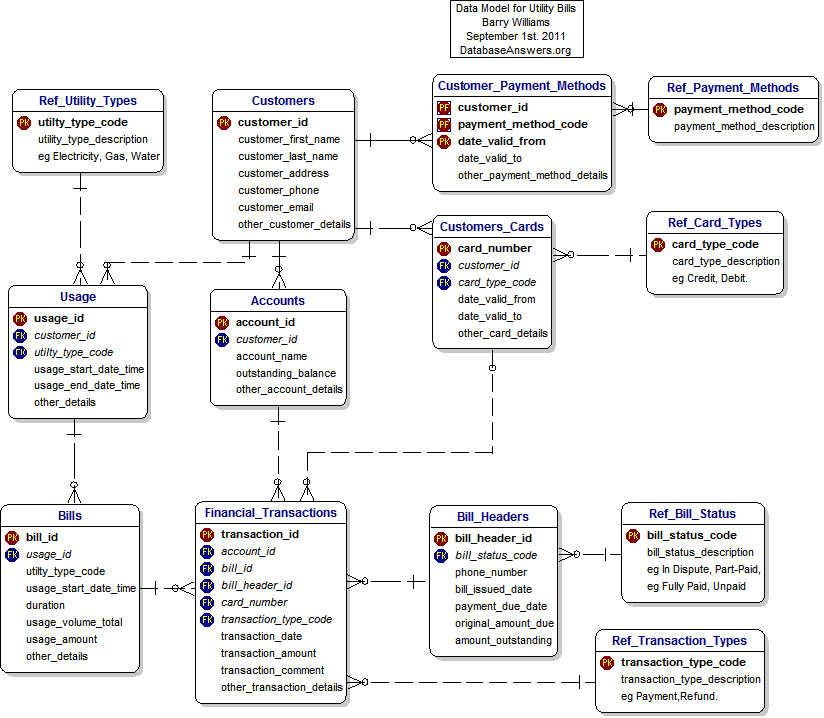 Data Model for Utility Bills
Barry Williams
September 1st. 2011
DatabaseAnswers.org
Ref_Utility_Types
PK utilty_type_code
utility_type_description
eg Electricity, Gas, Water
Customers
PK customer_id
customer_first_name
customer_last_name
customer_address
customer_phone
customer_email
other_customer_details
Customer_Payment_Methods
PF customer_id
PF payment_method_code
PK date_valid_from
date_valid_to
other_payment_method_details
Ref_Payment_Methods
PK payment_method_code
payment_method_description
Customers_Cards
PK card_number
FK customer_id
FK card_type_code
date_valid_from
date_valid_to
other_card_details
Ref_Card_Types
PK card_type_code
card_type_description
eg Credit, Debit.
Usage
PK usage_id
FK customer_id
FK utilty_type_code
usage_start_date_time
usage_end_date_time
other_details
Accounts
PK account_id
FK customer_id
account_name
outstanding_balance
other_account_details
Bills
PK bill_id
FK usage_id
utilty_type_code
usage_start_date_time
duration
usage_volume_total
usage_amount
other_details
Financial_Transactions
PK transaction_id
FK account_id
FK bill_id
FK bill_header_id
FK card_number
FK transaction_type_code
transaction_date
transaction_amount
transaction_comment
other_transaction_details
Bill_Headers
PK bill_header_id
FK bill_status_code
phone_number
bill_issued_date
payment_due_date
original_amount_due
amount_outstanding
Ref_Bill_Status
PK bill_status_code
bill_status_description
eg In Dispute, Part-Paid,
eg Fully Paid, Unpaid
Ref_Transaction_Types
PK transaction_type_code
transaction_type_description
eg Payment,Refund.